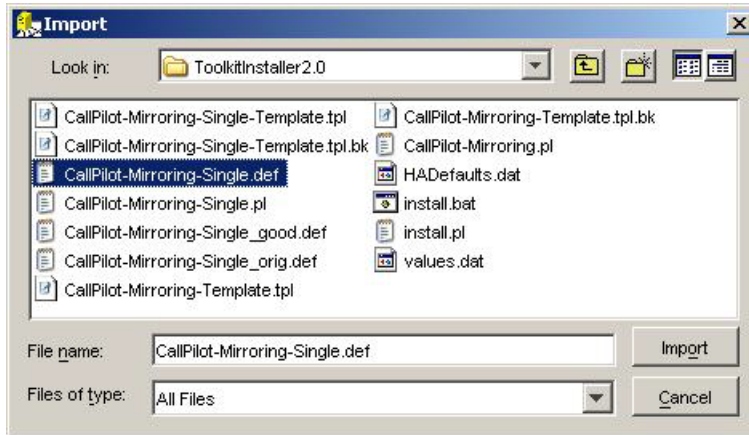 Import
Look in: ToolkitInstaller2.0
CallPilot-Mirroring-Single-Template.tpl
CallPilot-Mirroring-Single-Template.tpl.bk
CallPilot-Mirroring-Single.def
CallPilot-Mirroring-Single.pl
CallPilot-Mirroring-Single_good.def
CallPilot-Mirroring-Single_orig.def
CallPilot-Mirroring-Template.tpl
CallPilot-Mirroring-Template.tpl.bk
CallPilot-Mirroring.pl
HADefaults.dat
install.bat
install.pl
values.dat
File name: CallPilot-Mirroring-Single.def Import
Files of type: All Files Cancel